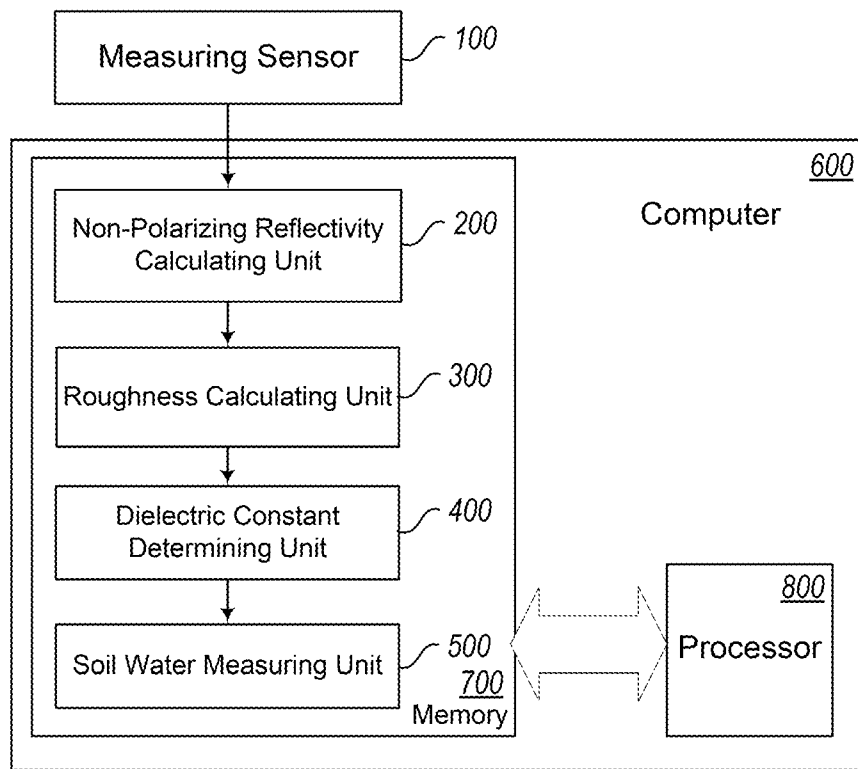 Measuring Sensor
100
600
Computer
Non-Polarizing Reflectivity
Calculating Unit
200
Roughness Calculating Unit
300
Dielectric Constant
Determining Unit
400
Soil Water Measuring Unit
500
700
Memory
800
Processor